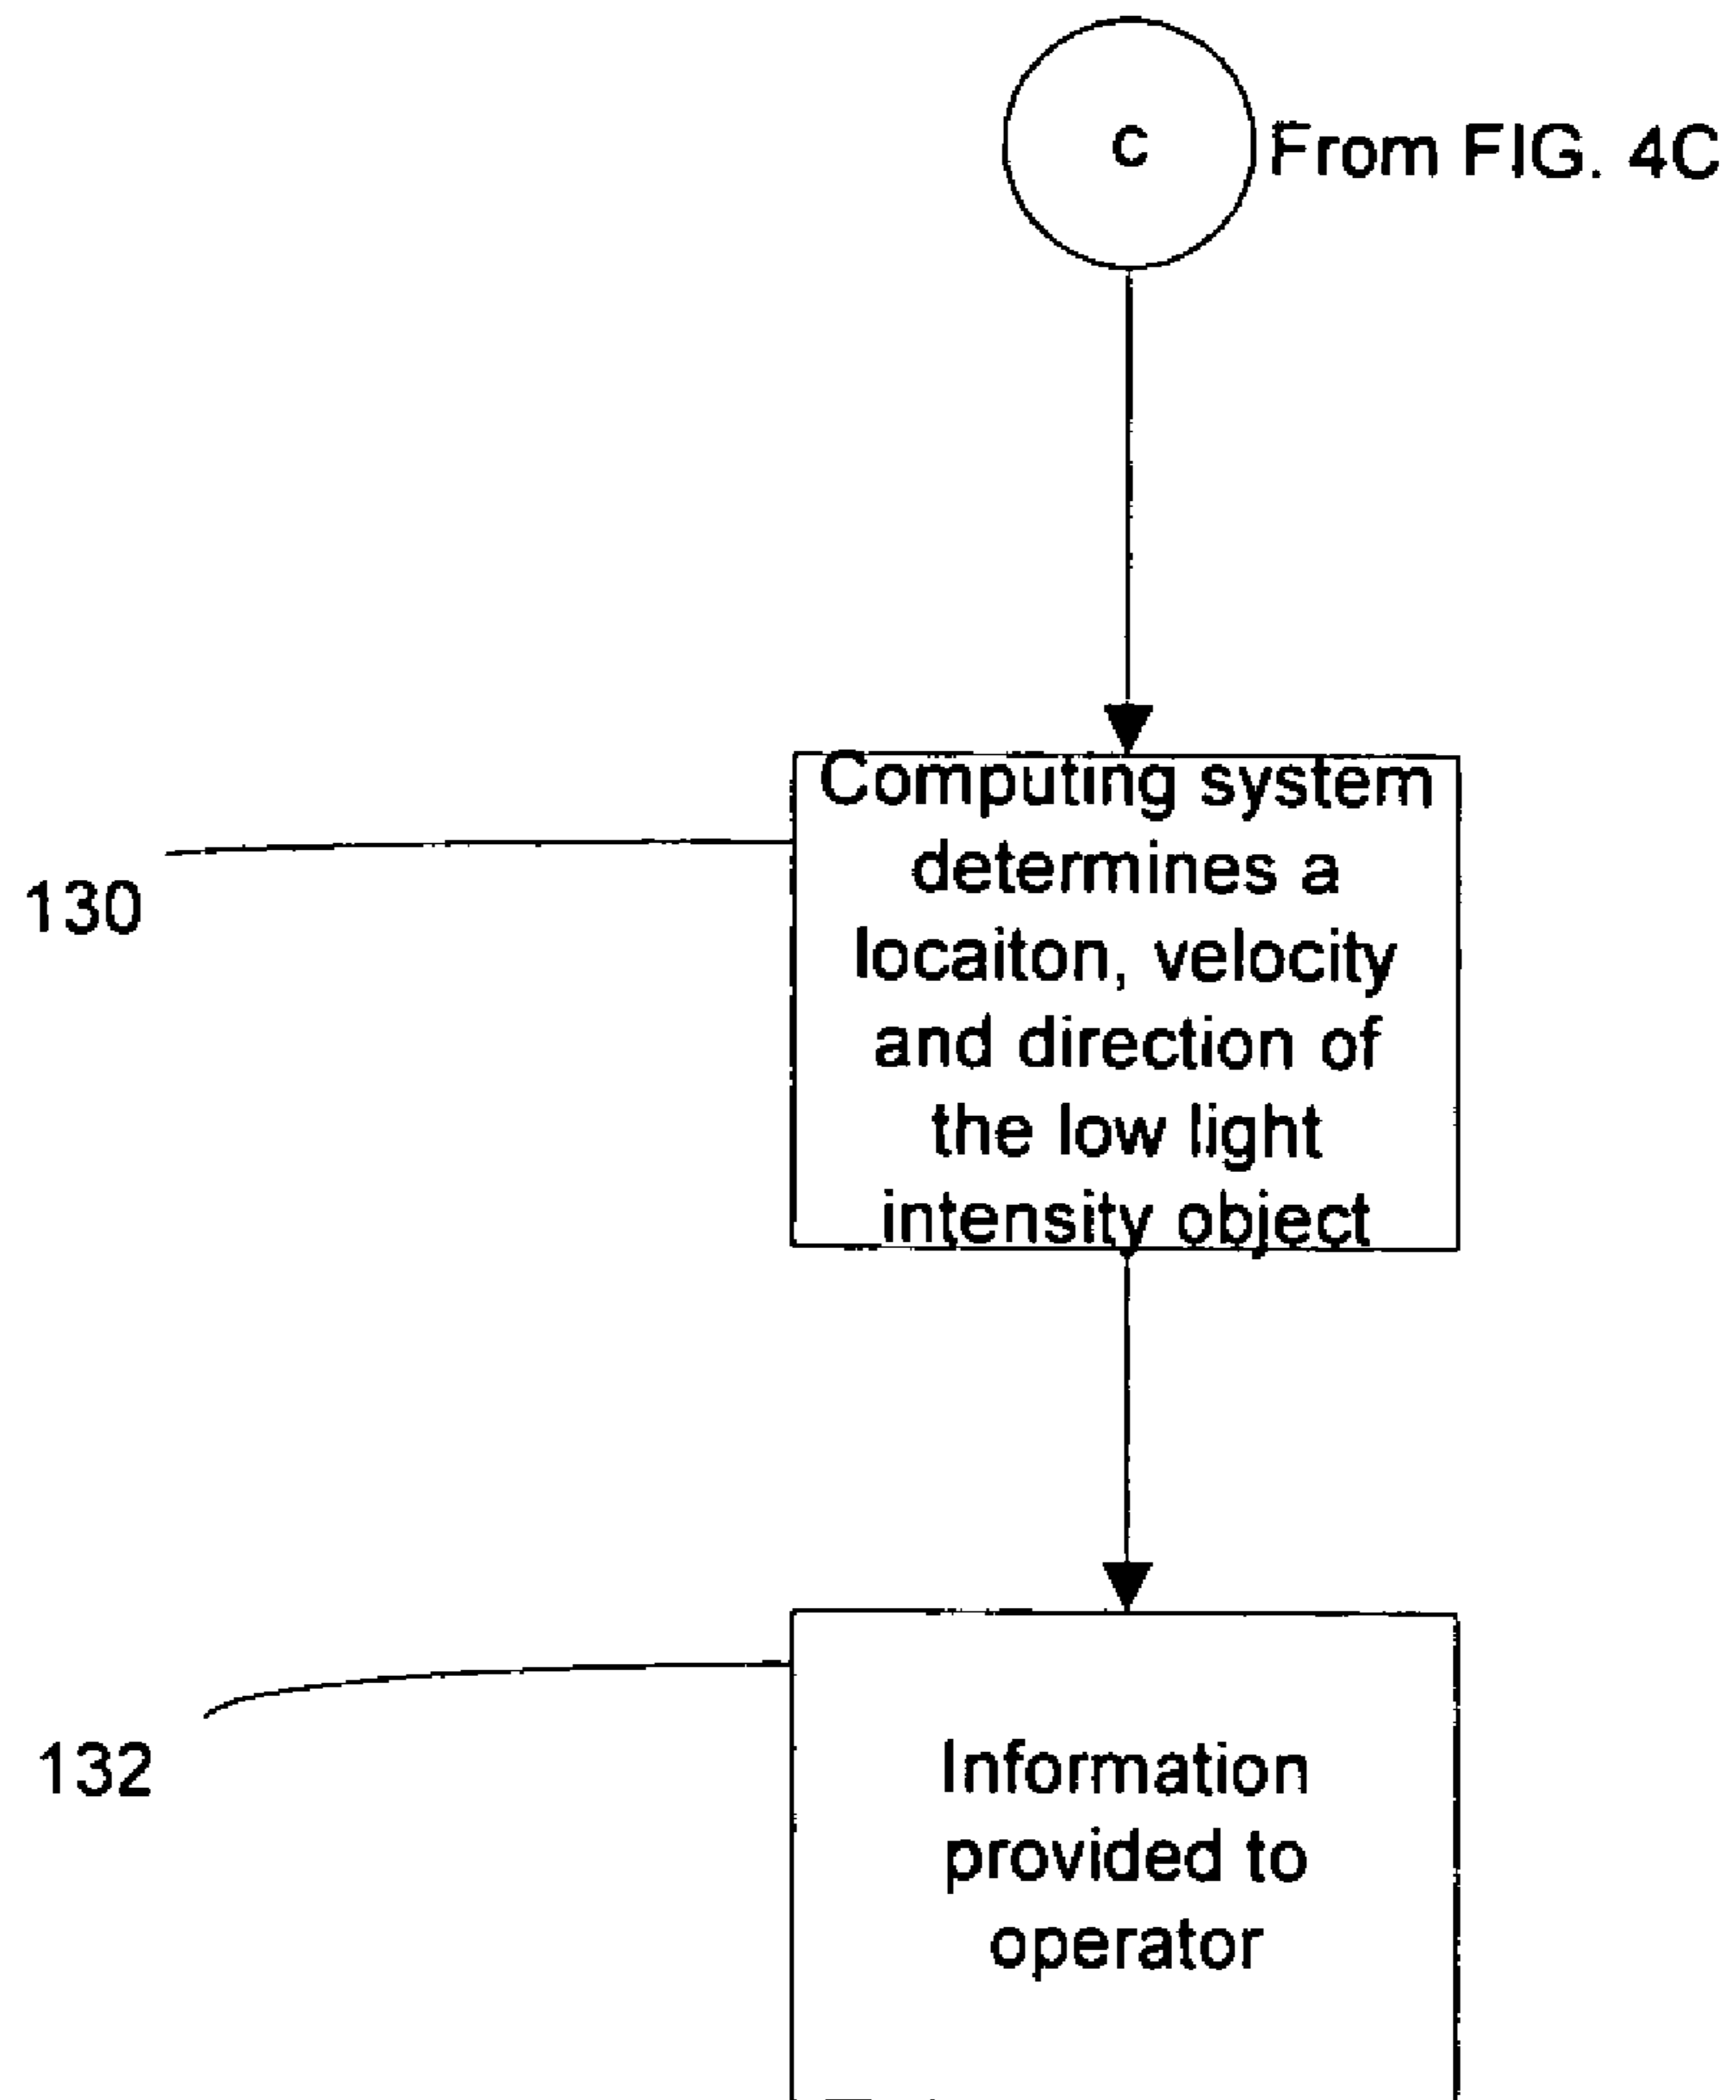 C
From FIG. 4C
Computing system
determines a
locaiton, velocity
and direction of
the low light
intensity object
130
Information
provided to
operator
132